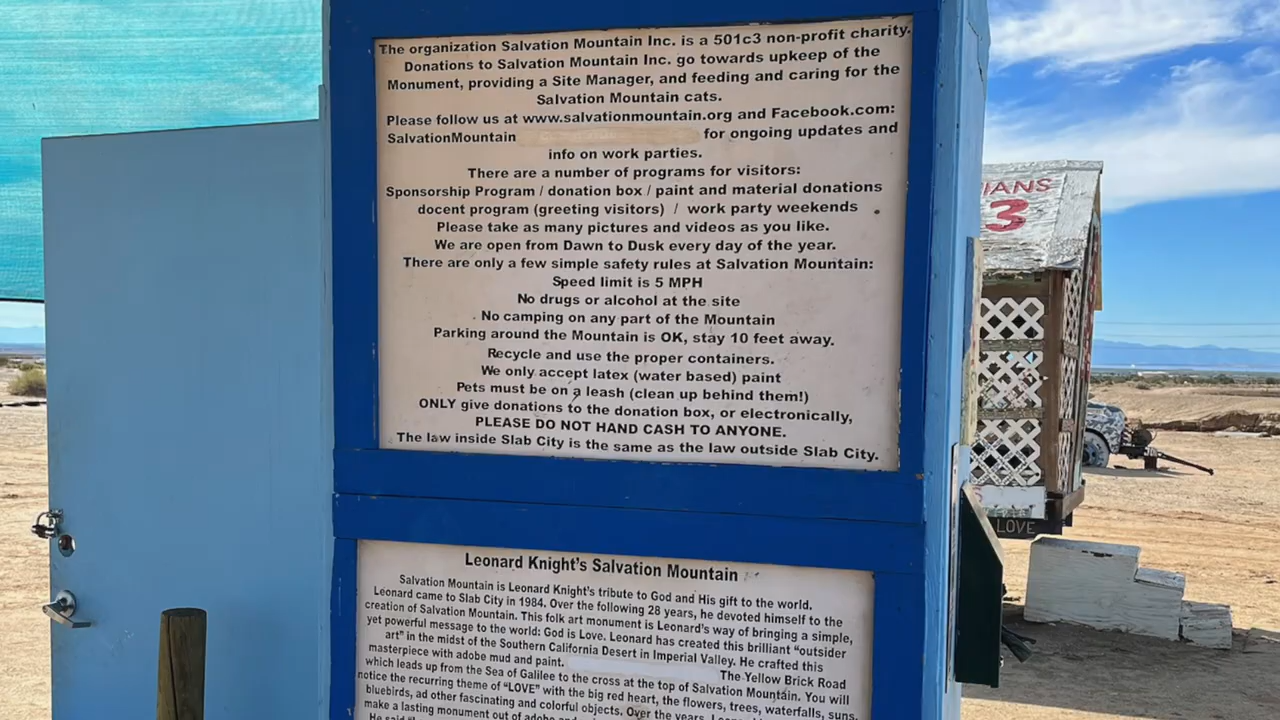 The organization Salvation Mountain Inc. is a 501c3 non-profit charity.
Donations to Salvation Mountain Inc. go towards upkeep of the
Monument, providing a Site Manager, and feeding and caring for the
Salvation Mountain cats.
Please follow us at www.salvationmountain.org and Facebook.com:
SalvationMountain for ongoing updates and
info on work parties.
There are a number of programs for visitors:
Sponsorship Program / donation box / paint and material donations
docent program (greeting visitors) / work party weekends
Please take as many pictures and videos as you like.
We are open from Dawn to Dusk every day of the year.
There are only a few simple safety rules at Salvation Mountain:
Speed limit is 5 MPH
No drugs or alcohol at the site
No camping on any part of the Mountain
Parking around the Mountain is OK, stay 10 feet away.
Recycle and use the proper containers.
We only accept latex (water based) paint
Pets must be on a leash (clean up behind them!)
ONLY give donations to the donation box, or electronically,
PLEASE DO NOT HAND CASH TO ANYONE.
The law inside Slab City is the same as the law outside Slab City.
Leonard Knight's Salvation Mountain
Salvation Mountain is Leonard Knight's tribute to God and His gift to the world.
Leonard came to Slab City in 1984. Over the following 28 years, he devoted himself to the
creation of Salvation Mountain. This folk art monument is Leonard's way of bringing a simple,
yet powerful message to the world: God is Love. Leonard has created this brilliant "outsider
art" in the midst of the Southern California Desert in Imperial Valley. He crafted this
masterpiece with adobe mud and paint. The Yellow Brick Road
which leads up from the Sea of Galilee to the cross at the top of Salvation Mountain. You will
notice the recurring theme of "LOVE" with the big red heart, the flowers, trees, waterfalls, suns,
bluebirds, ad other fascinating and colorful objects. Over the years,
make a lasting monument out of adobe and
He said
IANS
3
LOVE